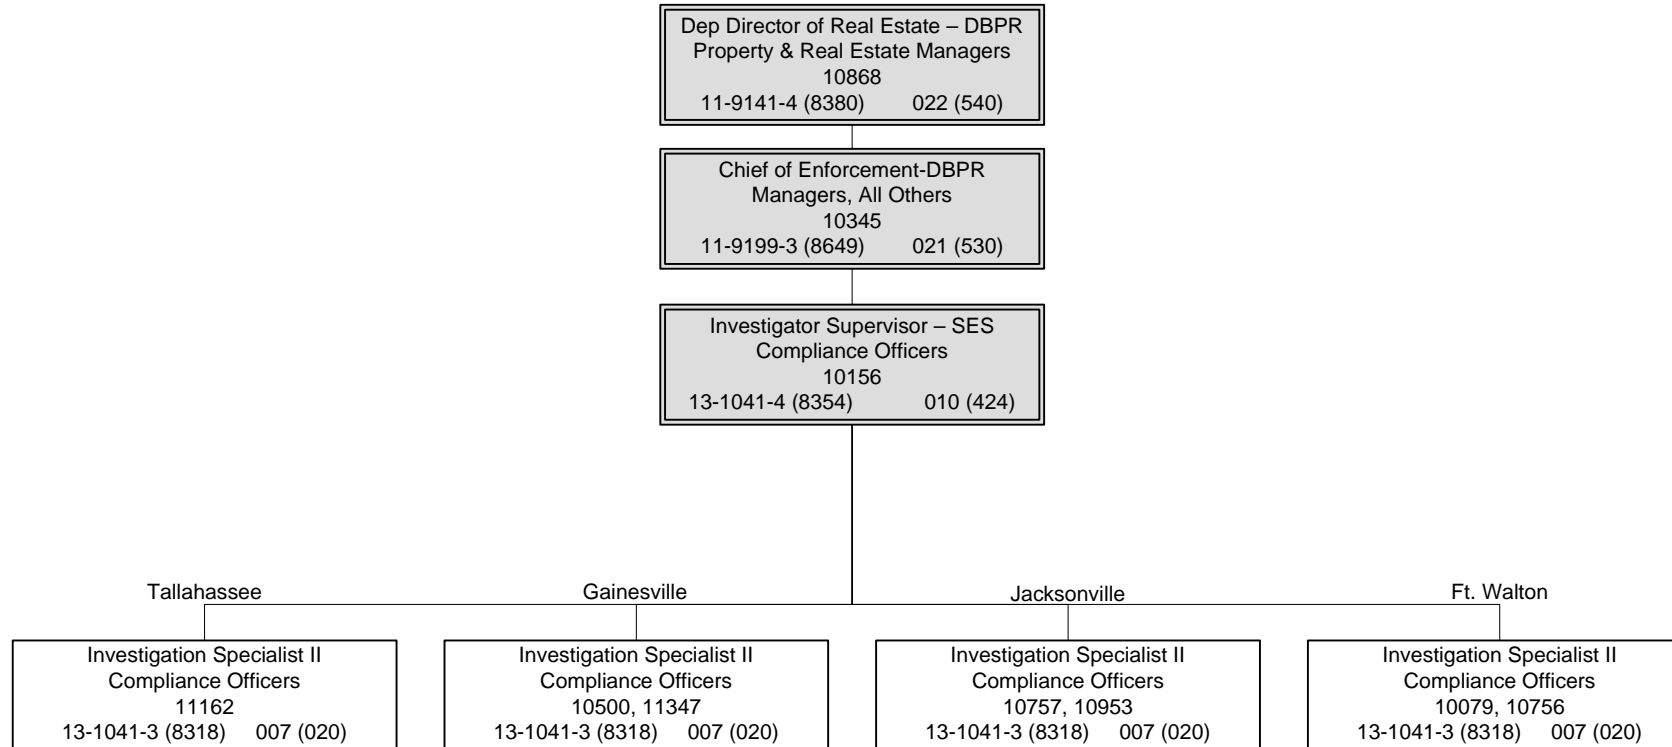 Dep Director of Real Estate – DBPR
Property & Real Estate Managers
10868
11-9141-4 (8380) 022 (540)
Chief of Enforcement-DBPR
Managers, All Others
10345
11-9199-3 (8649) 021 (530)
Investigator Supervisor – SES
Compliance Officers
10156
13-1041-4 (8354) 010 (424)
Tallahassee
Investigation Specialist II
Compliance Officers
11162
13-1041-3 (8318) 007 (020)
Gainesville
Investigation Specialist II
Compliance Officers
10500, 11347
13-1041-3 (8318) 007 (020)
Jacksonville
Investigation Specialist II
Compliance Officers
10757, 10953
13-1041-3 (8318) 007 (020)
Ft. Walton
Investigation Specialist II
Compliance Officers
10079, 10756
13-1041-3 (8318) 007 (020)